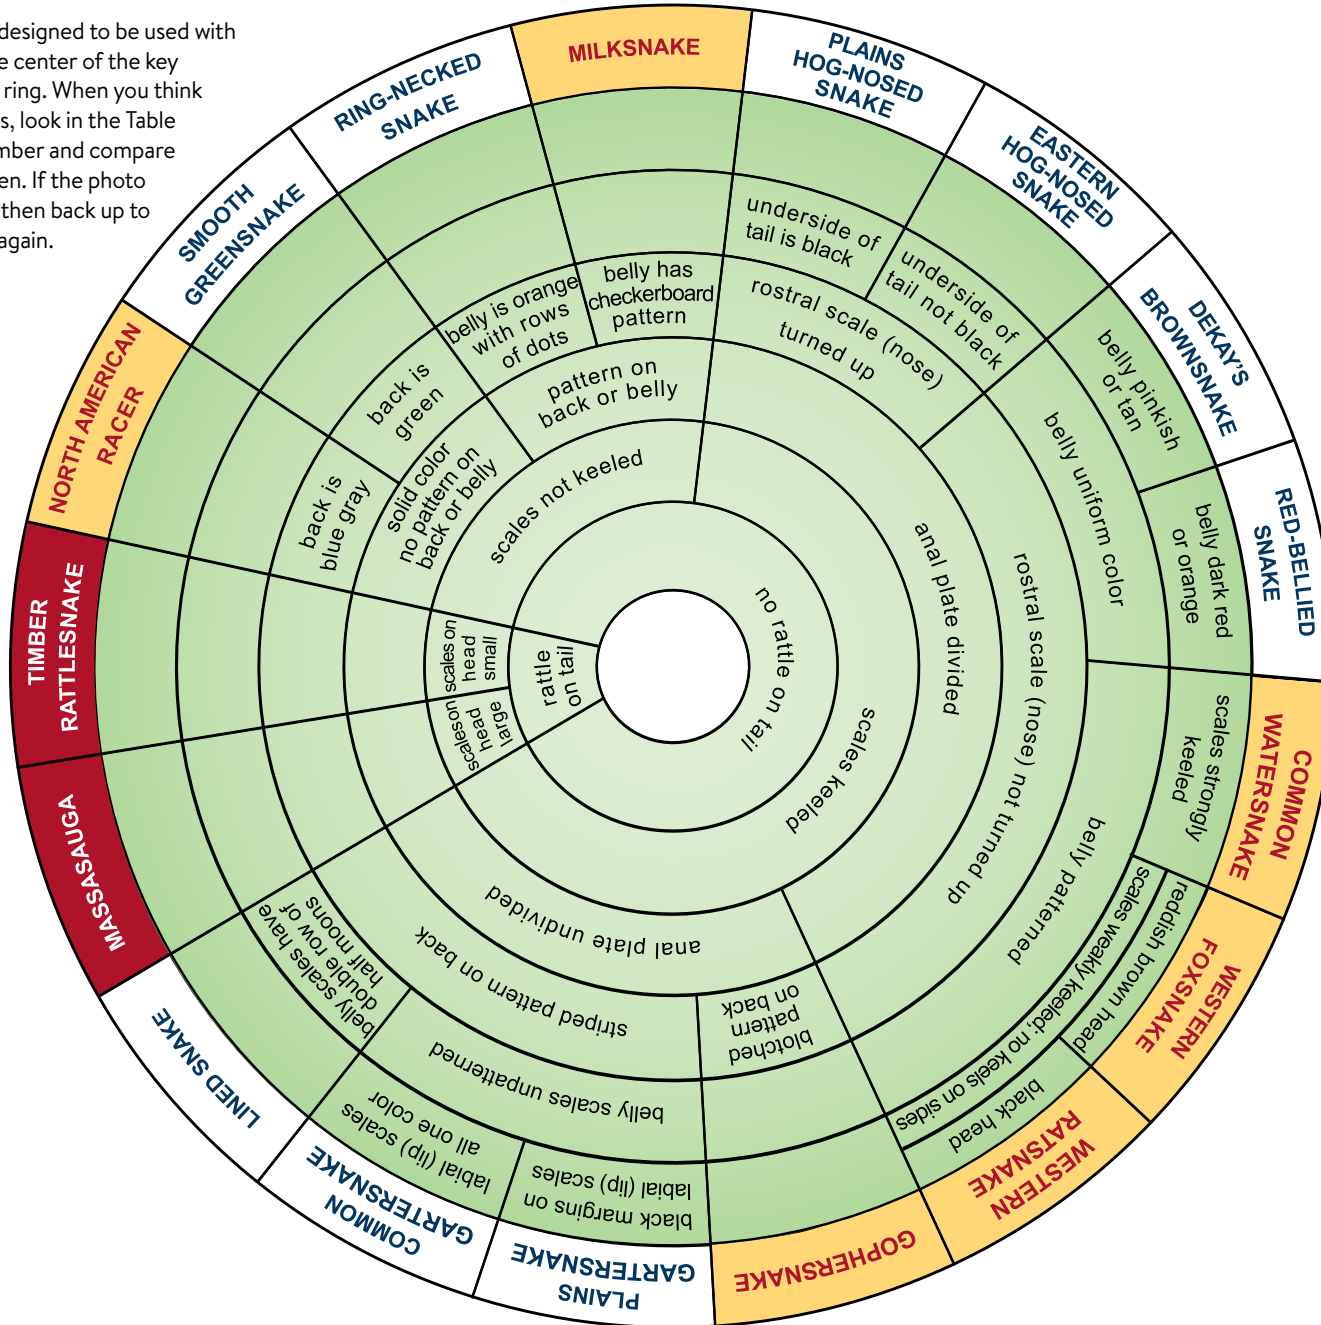 designed to be used with
e center of the key
ring. When you think
s, look in the Table
mber and compare
en. If the photo
then back up to
again.
MILKSNAKE
PLAINS
HOG-NOSED
SNAKE
EASTERN
HOG-NOSED
SNAKE
DEKAY'S
BROWNSNAKE
RED-BELLIED
SNAKE
COMMON
WATERSNAKE
WESTERN
FOXSNAKE
WESTERN
RATSNAKE
GOPHERSNAKE
PLAINS
GARTERSNAKE
COMMON
GARTERSNAKE
LINED SNAKE
MASSASAUGA
TIMBER
RATTLESNAKE
NORTH AMERICAN
RACER
SMOOTH
GREENSNAKE
RING-NECKED
SNAKE
underside of
tail is black
underside of
tail not black
belly pinkish
or tan
belly dark red
or orange
scales strongly
keeled
reddish brown head
black head
scales weakly keeled, no keels on sides
black margins on
labial (lip) scales
labial (lip) scales
all one color
belly scales have
double row of
half moons
belly scales unpatterned
belly is orange
with rows
of dots
belly has
checkerboard
pattern
back is
green
back is
blue gray
rostral scale (nose)
turned up
belly uniform color
belly patterned
blotched
pattern
on back
striped pattern on back
solid color
no pattern on
back or belly
pattern on
back or belly
rostral scale (nose) not turned up
anal plate divided
anal plate undivided
scales not keeled
scales keeled
scales on
head
small
scales on
head
large
rattle
on tail
no rattle on tail